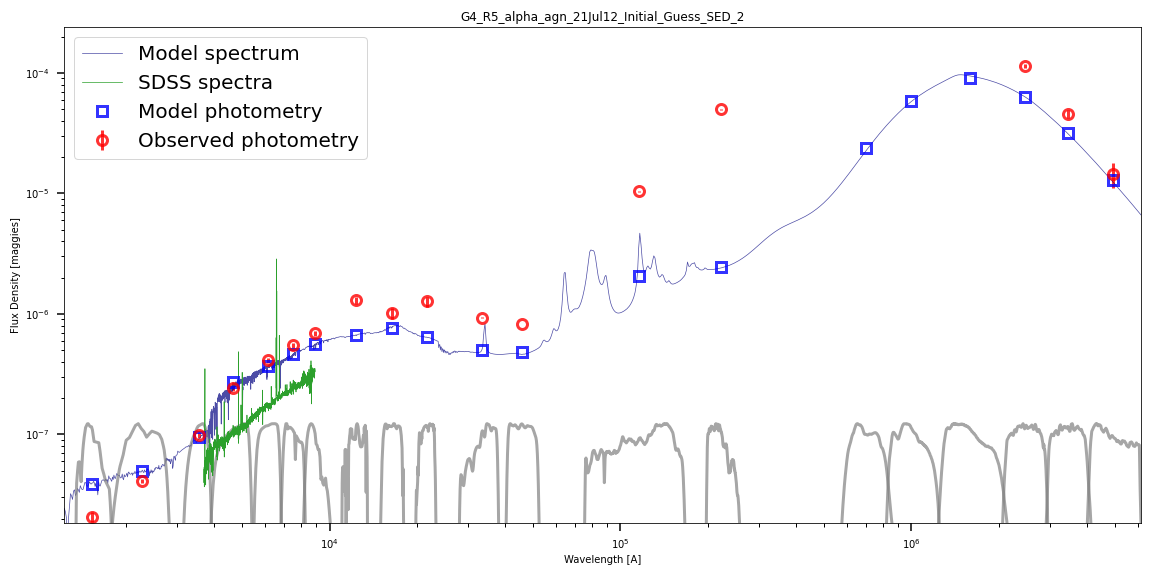 G4_R5_alpha_agn_21Jul12_Initial_Guess_SED_2
Model spectrum
SDSS spectra
Model photometry
Observed photometry
Flux Density [maggies]
10⁻⁴
10⁻⁵
10⁻⁶
10⁻⁷
10⁴
10⁵
10⁶
Wavelength [A]